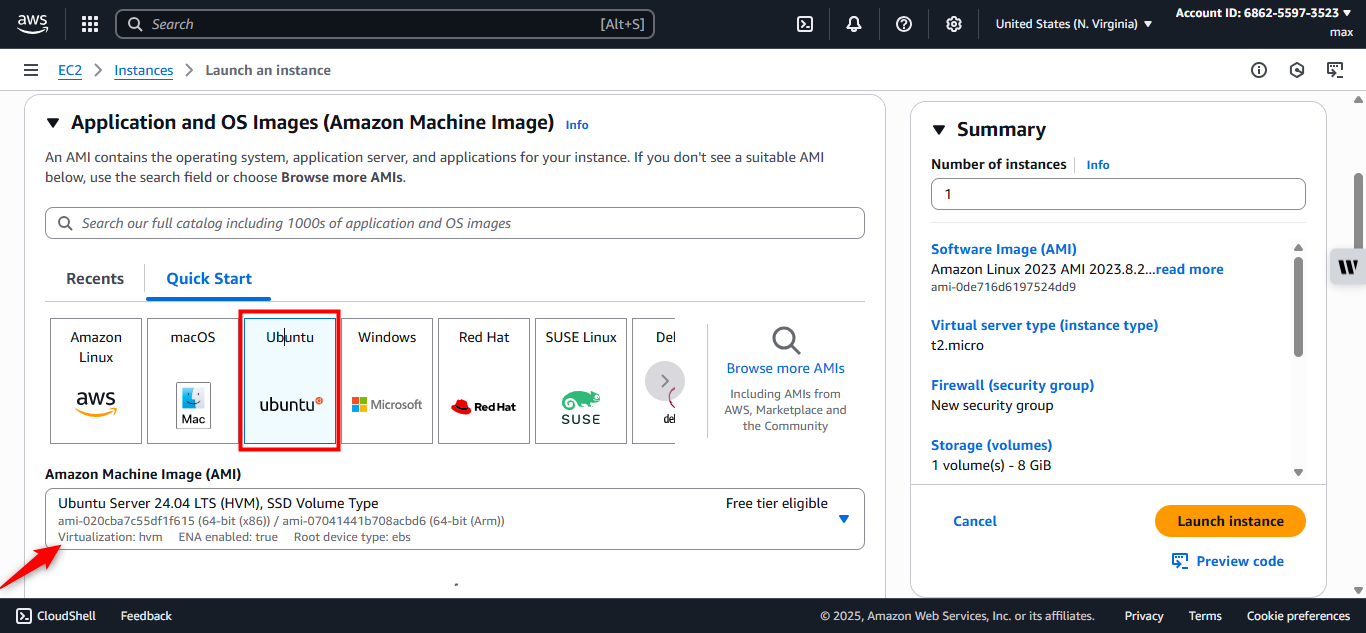 aws
Search
[Alt+S]
United States (N. Virginia)
Account ID: 6862-5597-3523
max
EC2
Instances
Launch an instance
Application and OS Images (Amazon Machine Image) Info
An AMI contains the operating system, application server, and applications for your instance. If you don't see a suitable AMI
below, use the search field or choose Browse more AMIs.
Search our full catalog including 1000s of application and OS images
Recents
Quick Start
Amazon
Linux
aws
macOS
Mac
Ubuntu
ubuntu
Windows
Microsoft
Red Hat
Red Hat
SUSE Linux
SUSE
Browse more AMIs
Including AMIs from
AWS, Marketplace and
the Community
Amazon Machine Image (AMI)
Ubuntu Server 24.04 LTS (HVM), SSD Volume Type
Free tier eligible
ami-020cba7c55df1f615 (64-bit (x86)) / ami-07041441b708acbd6 (64-bit (Arm))
Virtualization: hvm ENA enabled: true Root device type: ebs
Summary
Number of instances Info
1
Software Image (AMI)
Amazon Linux 2023 AMI 2023.8.2...read more
ami-0de716d6197524dd9
Virtual server type (instance type)
t2.micro
Firewall (security group)
New security group
Storage (volumes)
1 volume(s) - 8 GiB
Cancel
Launch instance
Preview code
CloudShell
Feedback
© 2025, Amazon Web Services, Inc. or its affiliates.
Privacy
Terms
Cookie preferences